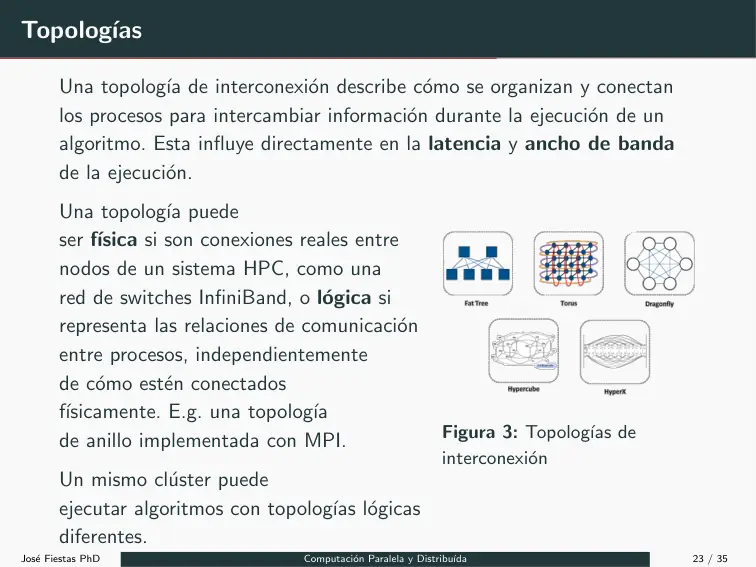 Topologías
Una topología de interconexión describe cómo se organizan y conectan
los procesos para intercambiar información durante la ejecución de un
algoritmo. Esta influye directamente en la latencia y ancho de banda
de la ejecución.
Una topología puede
ser física si son conexiones reales entre
nodos de un sistema HPC, como una
red de switches InfiniBand, o lógica si
representa las relaciones de comunicación
entre procesos, independientemente
de cómo estén conectados
físicamente. E.g. una topología
de anillo implementada con MPI.
Un mismo clúster puede
ejecutar algoritmos con topologías lógicas
diferentes.
Fat Tree
Torus
Dragonfly
Hypercube
HyperX
Figura 3: Topologías de
interconexión
José Fiestas PhD
Computación Paralela y Distribuída
23 / 35